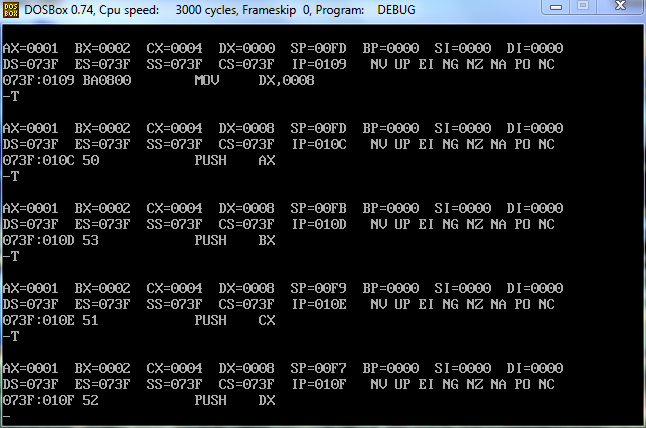 DOSBox 0.74, Cpu speed: 3000 cycles, Frameskip 0, Program: DEBUG
AX=0001 BX=0002 CX=0004 DX=0000 SP=00FD BP=0000 SI=0000 DI=0000
DS=073F ES=073F SS=073F CS=073F IP=0109 NV UP EI NG NZ NA PO NC
073F:0109 BA0800 MOV DX,0008
-T
AX=0001 BX=0002 CX=0004 DX=0008 SP=00FD BP=0000 SI=0000 DI=0000
DS=073F ES=073F SS=073F CS=073F IP=010C NV UP EI NG NZ NA PO NC
073F:010C 50 PUSH AX
-T
AX=0001 BX=0002 CX=0004 DX=0008 SP=00FB BP=0000 SI=0000 DI=0000
DS=073F ES=073F SS=073F CS=073F IP=010D NV UP EI NG NZ NA PO NC
073F:010D 53 PUSH BX
-T
AX=0001 BX=0002 CX=0004 DX=0008 SP=00F9 BP=0000 SI=0000 DI=0000
DS=073F ES=073F SS=073F CS=073F IP=010E NV UP EI NG NZ NA PO NC
073F:010E 51 PUSH CX
-T
AX=0001 BX=0002 CX=0004 DX=0008 SP=00F7 BP=0000 SI=0000 DI=0000
DS=073F ES=073F SS=073F CS=073F IP=010F NV UP EI NG NZ NA PO NC
073F:010F 52 PUSH DX
-